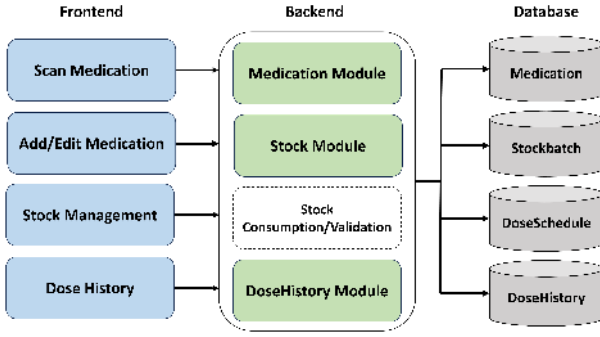 Frontend
Backend
Database
Scan Medication
Medication Module
Medication
Add/Edit Medication
Stock Module
Stockbatch
Stock Management
Stock
Consumption/Validation
DoseSchedule
Dose History
DoseHistory Module
DoseHistory